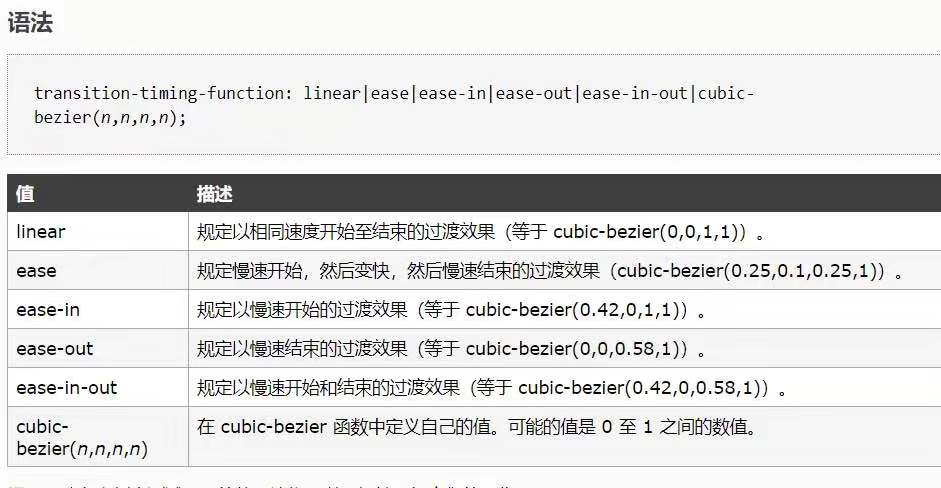 语法
transition-timing-function: linear|ease|ease-in|ease-out|ease-in-out|cubic-
bezier(n,n,n,n);
值 描述
linear 规定以相同速度开始至结束的过渡效果（等于 cubic-bezier(0,0,1,1)）。
ease 规定慢速开始，然后变快，然后慢速结束的过渡效果（cubic-bezier(0.25,0.1,0.25,1)）。
ease-in 规定以慢速开始的过渡效果（等于 cubic-bezier(0.42,0,1,1)）。
ease-out 规定以慢速结束的过渡效果（等于 cubic-bezier(0,0,0.58,1)）。
ease-in-out 规定以慢速开始和结束的过渡效果（等于 cubic-bezier(0.42,0,0.58,1)）。
cubic- 在 cubic-bezier 函数中定义自己的值。可能的值是 0 至 1 之间的数值。
bezier(n,n,n,n)